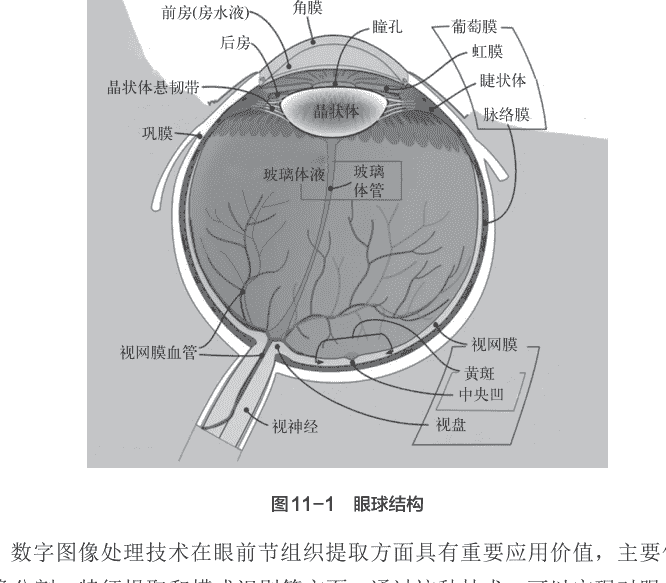 角膜
前房(房水液)
瞳孔
葡萄膜
后房
虹膜
晶状体悬韧带
睫状体
晶状体
脉络膜
巩膜
玻璃体液
玻璃
体管
视网膜血管
视网膜
黄斑
中央凹
视神经
视盘
图11-1 眼球结构
数字图像处理技术在眼前节组织提取方面具有重要应用价值，主要